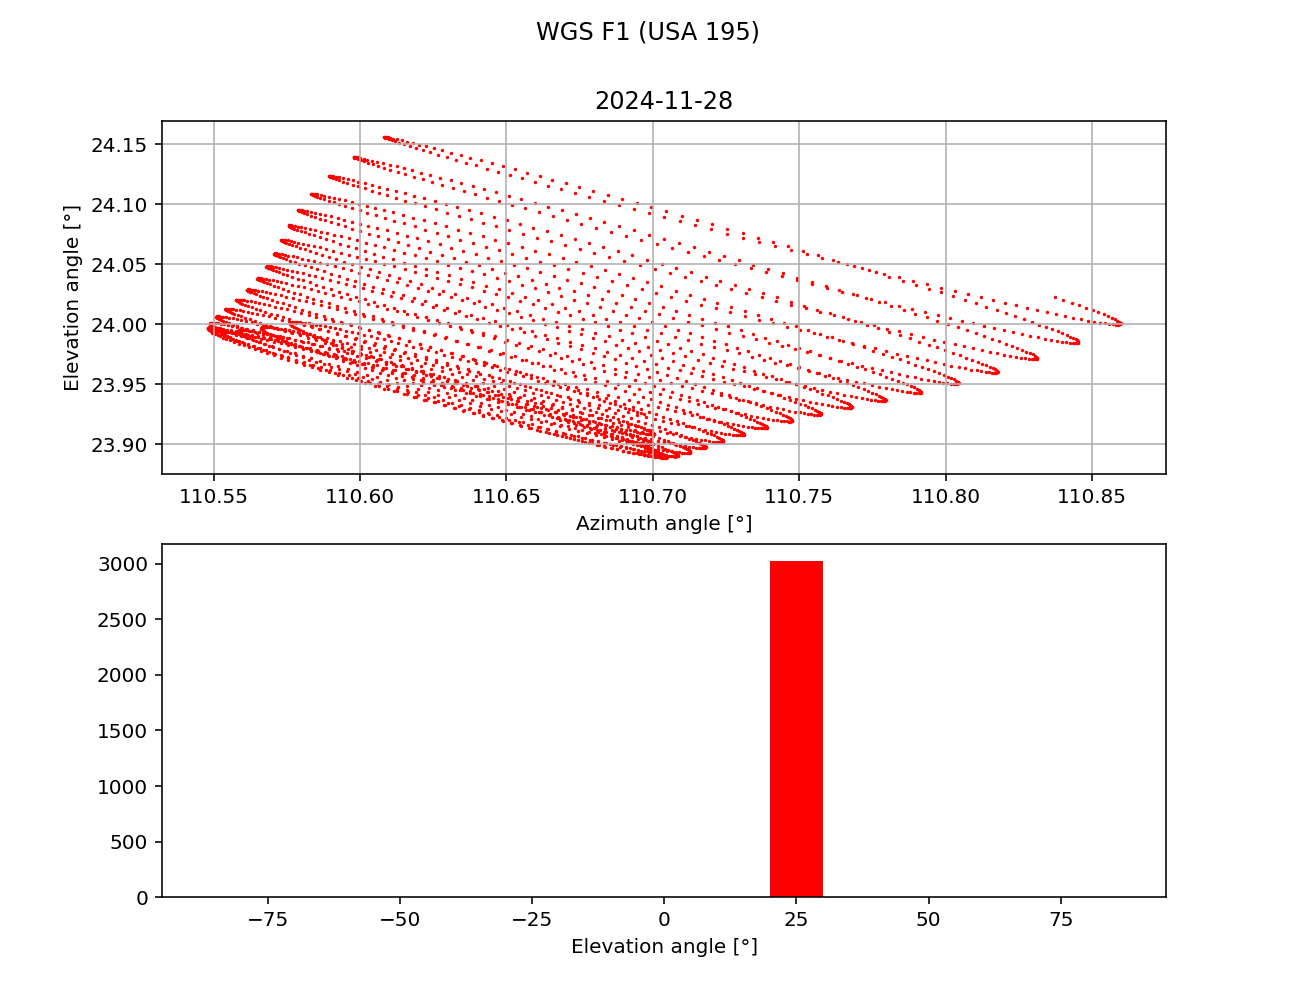 WGS F1 (USA 195)
2024-11-28
Elevation angle [°]
24.15
24.10
24.05
24.00
23.95
23.90
110.55 110.60 110.65 110.70 110.75 110.80 110.85
Azimuth angle [°]
3000
2500
2000
1500
1000
500
0
−75 −50 −25 0 25 50 75
Elevation angle [°]